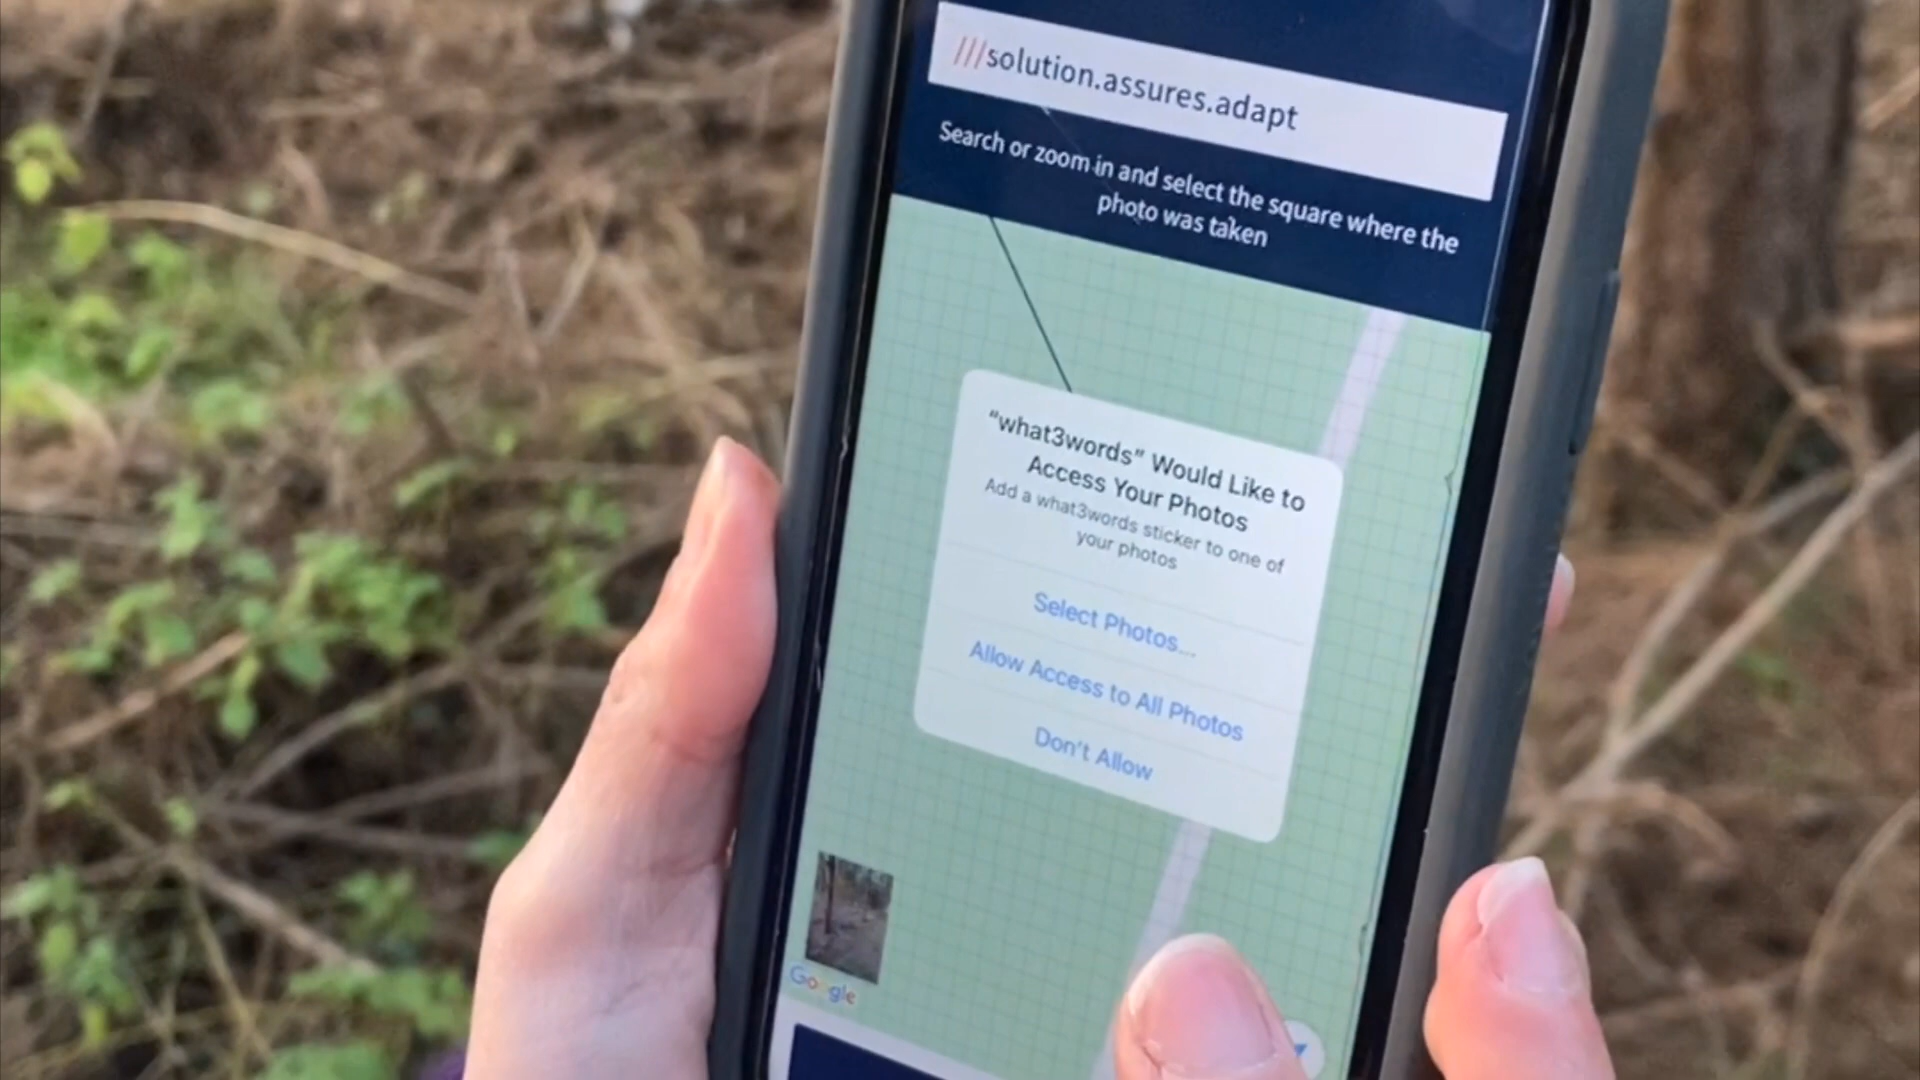 ///solution.assures.adapt
Search or zoom in and select the square where the
photo was taken
“what3words” Would Like to
Access Your Photos
Add a what3words sticker to one of
your photos
Select Photos...
Allow Access to All Photos
Don’t Allow
Google